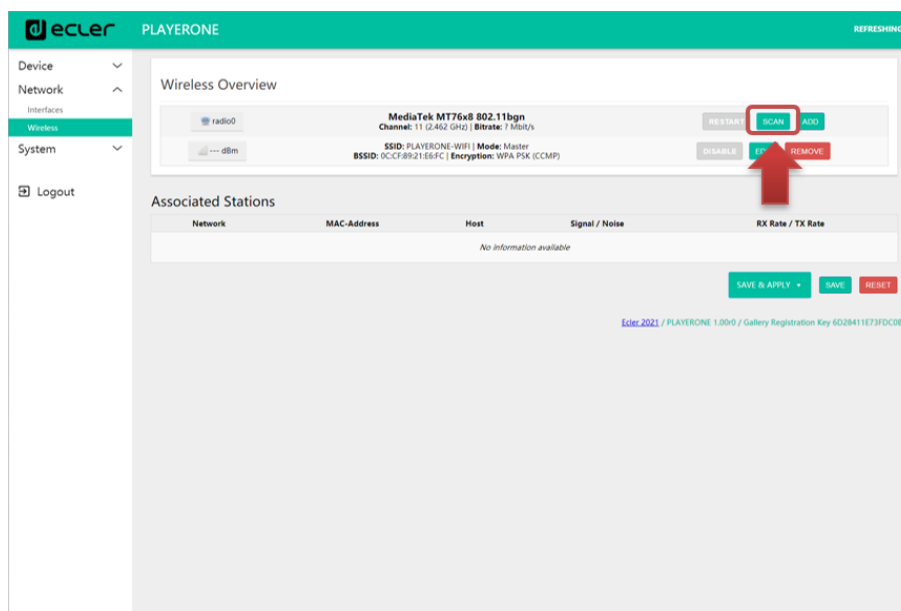 ecler PLAYERONE REFRESHING
Device
Network
Interfaces
Wireless
System
Logout
Wireless Overview
radio0 MediaTek MT76x8 802.11bgn RESTART SCAN ADD
Channel: 11 (2.462 GHz) | Bitrate: ? Mbit/s
--- dBm SSID: PLAYERONE-WIFI | Mode: Master DISABLE REMOVE
BSSID: 0C:CF:89:21:E6:FC | Encryption: WPA PSK (CCMP)
Associated Stations
Network MAC-Address Host Signal / Noise RX Rate / TX Rate
No information available
SAVE & APPLY SAVE RESET
Ecler 2021 / PLAYERONE 1.00r0 / Gallery Registration Key 6D28411E73FDC08